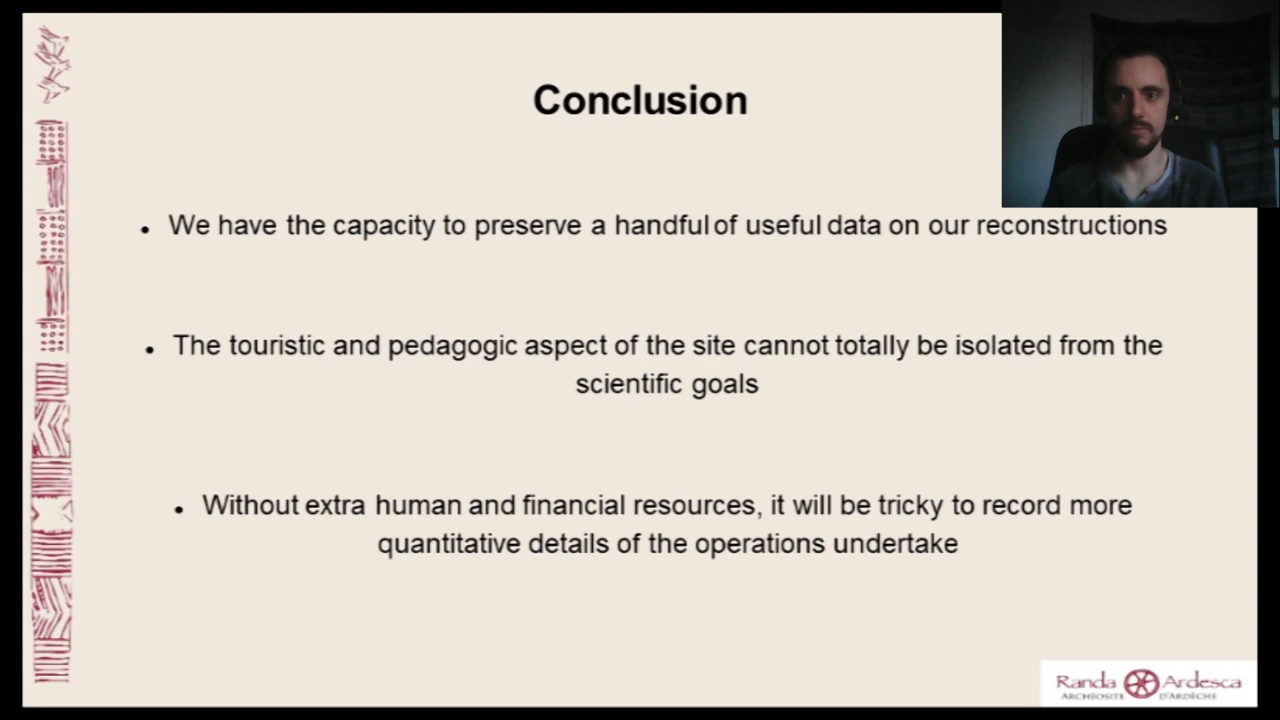 Conclusion
• We have the capacity to preserve a handful of useful data on our reconstructions
• The touristic and pedagogic aspect of the site cannot totally be isolated from the
scientific goals
• Without extra human and financial resources, it will be tricky to record more
quantitative details of the operations undertake
Randa Ardesca
ARCHÉOSITE D'ARDÈCHE